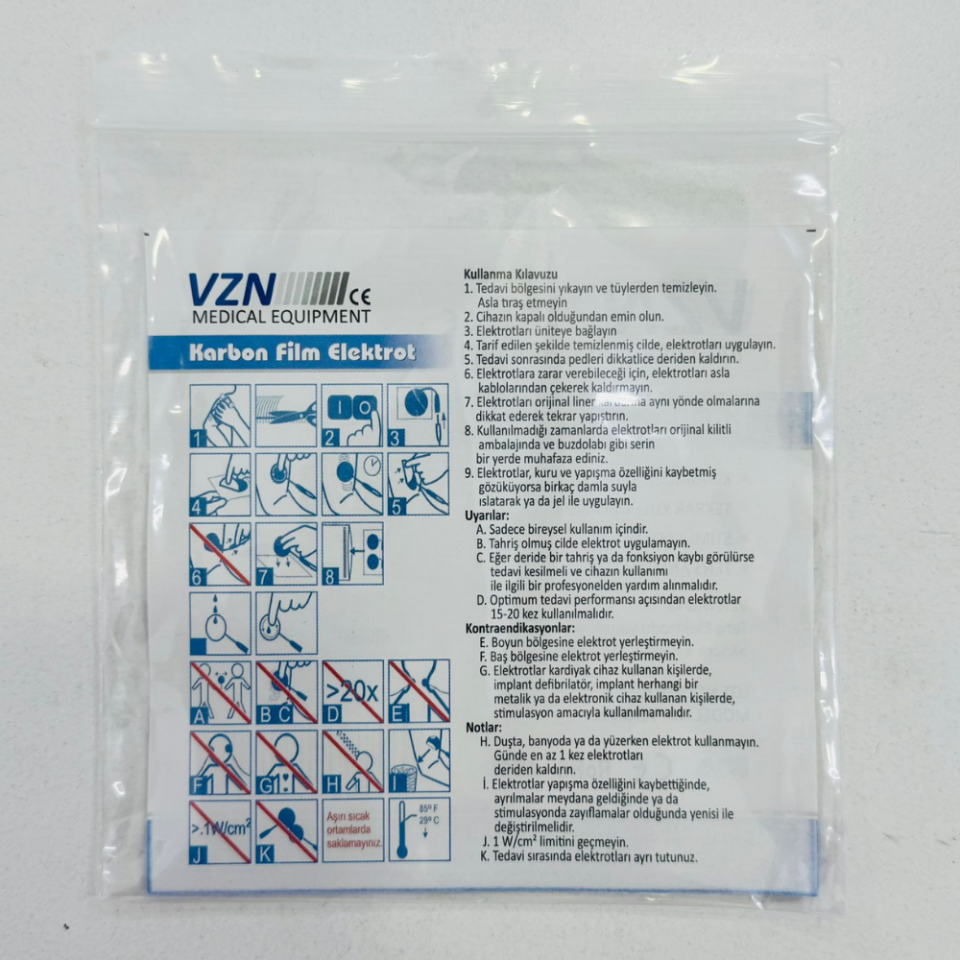 VZN CE
MEDICAL EQUIPMENT
Karbon Film Elektrot
1
2
3
4
5
6
7
8
A
B C
>20x
D
E
F
G
H
İ
>.1W/cm²
J
K
Aşırı sıcak
ortamlarda
saklamayınız.
85º F
29º C
Kullanma Kılavuzu
1. Tedavi bölgesini yıkayın ve tüylerden temizleyin.
Asla tıraş etmeyin
2. Cihazın kapalı olduğundan emin olun.
3. Elektrotları üniteye bağlayın
4. Tarif edilen şekilde temizlenmiş cilde, elektrotları uygulayın.
5. Tedavi sonrasında pedleri dikkatlice deriden kaldırın.
6. Elektrotlara zarar verebileceği için, elektrotları asla
kablolarından çekerek kaldırmayın.
7. Elektrotları orijinal liner aynı yönde olmalarına
dikkat ederek tekrar yapıştırın.
8. Kullanılmadığı zamanlarda elektrotları orijinal kilitli
ambalajında ve buzdolabı gibi serin
bir yerde muhafaza ediniz.
9. Elektrotlar, kuru ve yapışma özelliğini kaybetmiş
gözüküyorsa birkaç damla suyla
ıslatarak ya da jel ile uygulayın.
Uyarılar:
A. Sadece bireysel kullanım içindir.
B. Tahriş olmuş cilde elektrot uygulamayın.
C. Eğer deride bir tahriş ya da fonksiyon kaybı görülürse
tedavi kesilmeli ve cihazın kullanımı
ile ilgili bir profesyonelden yardım alınmalıdır.
D. Optimum tedavi performansı açısından elektrotlar
15-20 kez kullanılmalıdır.
Kontraendikasyonlar:
E. Boyun bölgesine elektrot yerleştirmeyin.
F. Baş bölgesine elektrot yerleştirmeyin.
G. Elektrotlar kardiyak cihaz kullanan kişilerde,
implant defibrilatör, implant herhangi bir
metalik ya da elektronik cihaz kullanan kişilerde,
stimulasyon amacıyla kullanılmamalıdır.
Notlar:
H. Duşta, banyoda ya da yüzerken elektrot kullanmayın.
Günde en az 1 kez elektrotları
deriden kaldırın.
İ. Elektrotlar yapışma özelliğini kaybettiğinde,
ayrılmalar meydana geldiğinde ya da
stimulasyonda zayıflamalar olduğunda yenisi ile
değiştirilmelidir.
J. 1 W/cm² limitini geçmeyin.
K. Tedavi sırasında elektrotları ayrı tutunuz.